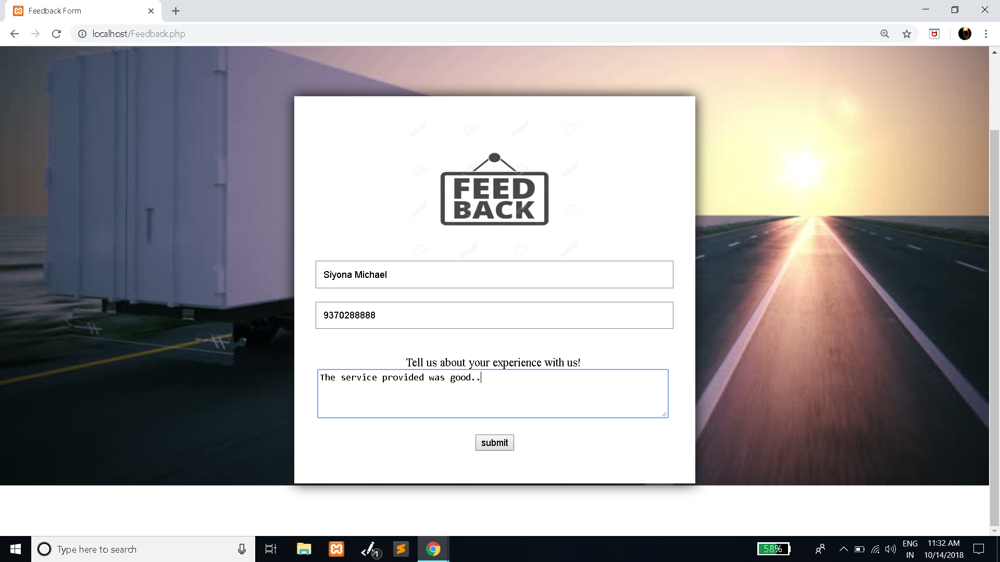 Feedback Form
localhost/Feedback.php
FEED
BACK
Siyona Michael
9370288888
Tell us about your experience with us!
The service provided was good..
submit
Type here to search
1
58%
ENG
IN
11:32 AM
10/14/2018